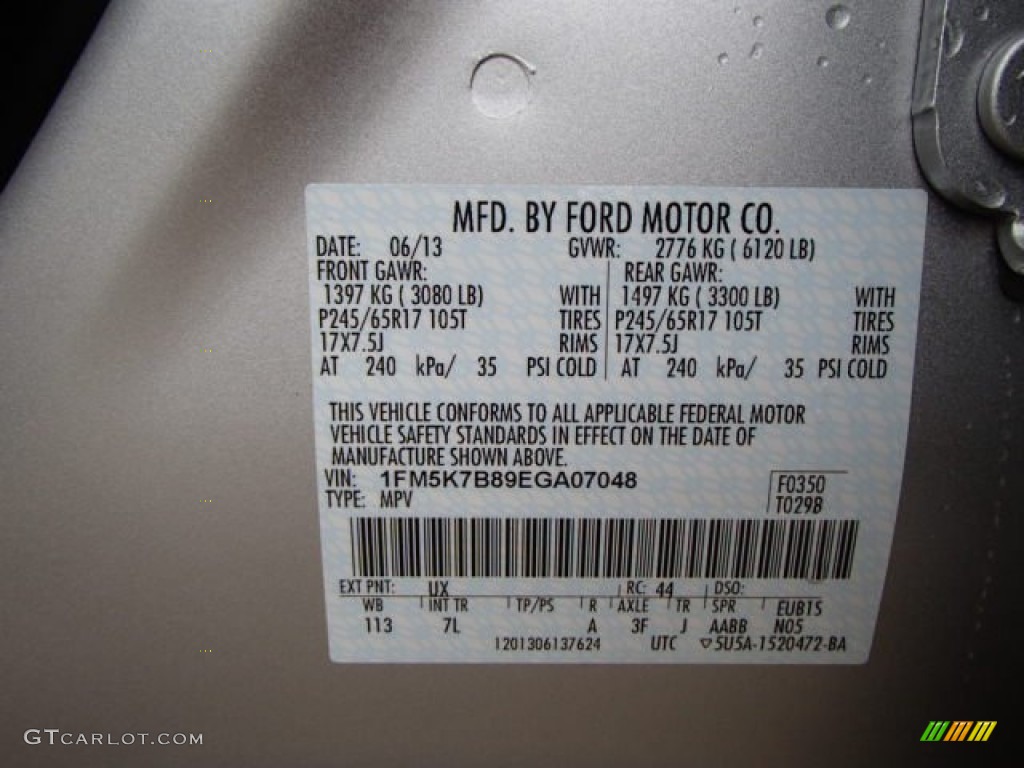 MFD. BY FORD MOTOR CO.
DATE: 06/13 GVWR: 2776 KG ( 6120 LB)
FRONT GAWR: REAR GAWR:
1397 KG ( 3080 LB) WITH 1497 KG ( 3300 LB) WITH
P245/65R17 105T TIRES P245/65R17 105T TIRES
17X7.5J RIMS 17X7.5J RIMS
AT 240 kPa/ 35 PSI COLD AT 240 kPa/ 35 PSI COLD
THIS VEHICLE CONFORMS TO ALL APPLICABLE FEDERAL MOTOR
VEHICLE SAFETY STANDARDS IN EFFECT ON THE DATE OF
MANUFACTURE SHOWN ABOVE.
VIN: 1FM5K7B89EGA07048 F0350
TYPE: MPV T0298
EXT PNT: UX RC: 44 DSO:
WB INT TR TP/PS R AXLE TR SPR EUB1S
113 7L A 3F J AABB N05
1201306137624 UTC ▽5U5A-1520472-BA
GTCARLOT.COM